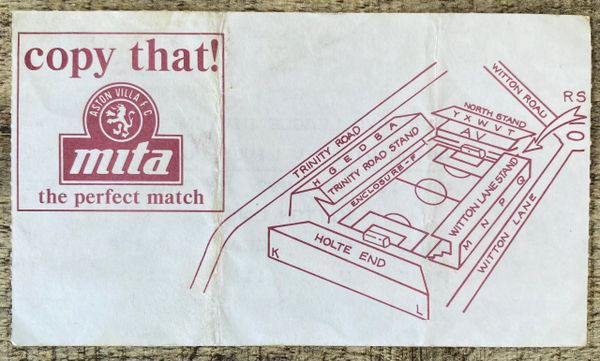 copy that!
ASTON VILLA F.C
mita
the perfect match
WITTON ROAD
RS
NORTH STAND
Y X W V T
A V
O
TRINITY ROAD
H G E D B A
TRINITY ROAD STAND
ENCLOSURE-F
WITTON LANE STAND
M N P Q
WITTON LANE
HOLTE END
K
L